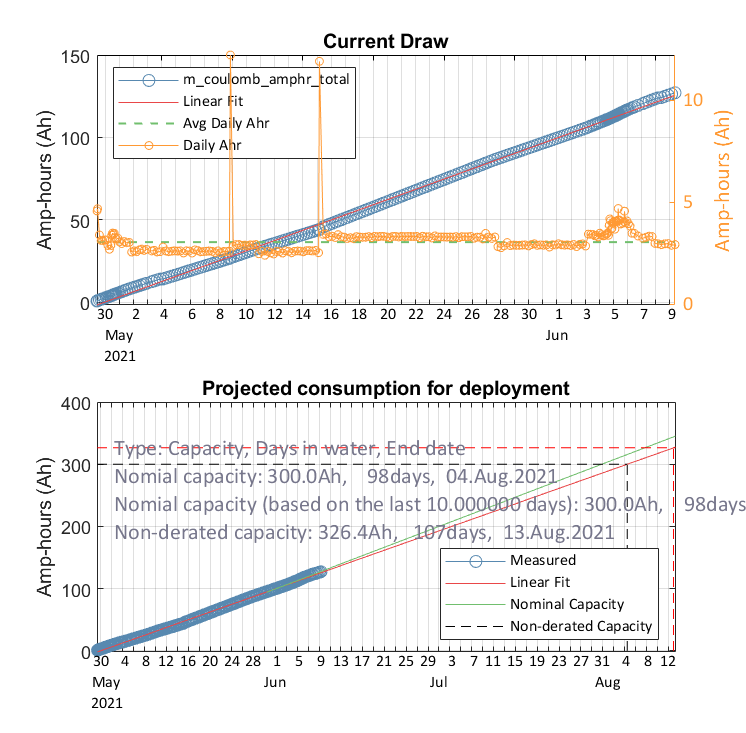 Current Draw
150
100
50
0
Amp-hours (Ah)
m_coulomb_amphr_total
Linear Fit
Avg Daily Ahr
Daily Ahr
10
5
0
Amp-hours (Ah)
30 2 4 6 8 10 12 14 16 18 20 22 24 26 28 30 1 3 5 7 9
May Jun
2021
Projected consumption for deployment
400
300
200
100
0
Amp-hours (Ah)
Type: Capacity, Days in water, End date
Nomial capacity: 300.0Ah, 98days, 04.Aug.2021
Nomial capacity (based on the last 10.000000 days): 300.0Ah, 98days
Non-derated capacity: 326.4Ah, 107days, 13.Aug.2021
Measured
Linear Fit
Nominal Capacity
Non-derated Capacity
30 4 8 12 16 20 24 28 1 5 9 13 17 21 25 29 3 7 11 15 19 23 27 31 4 8 12
May Jun Jul Aug
2021